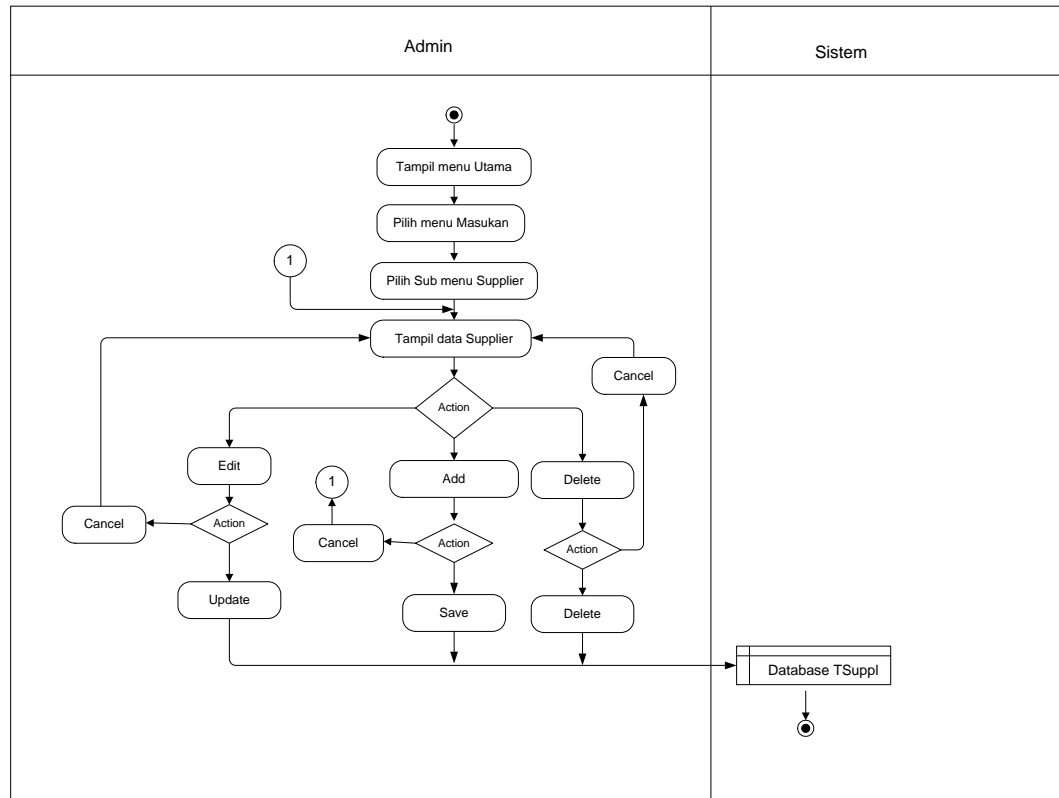 Admin
Sistem
Tampil menu Utama
Pilih menu Masukan
1
Pilih Sub menu Supplier
Tampil data Supplier
Cancel
Action
Edit
Add
Delete
1
Cancel
Action
Cancel
Action
Action
Update
Save
Delete
Database TSuppl